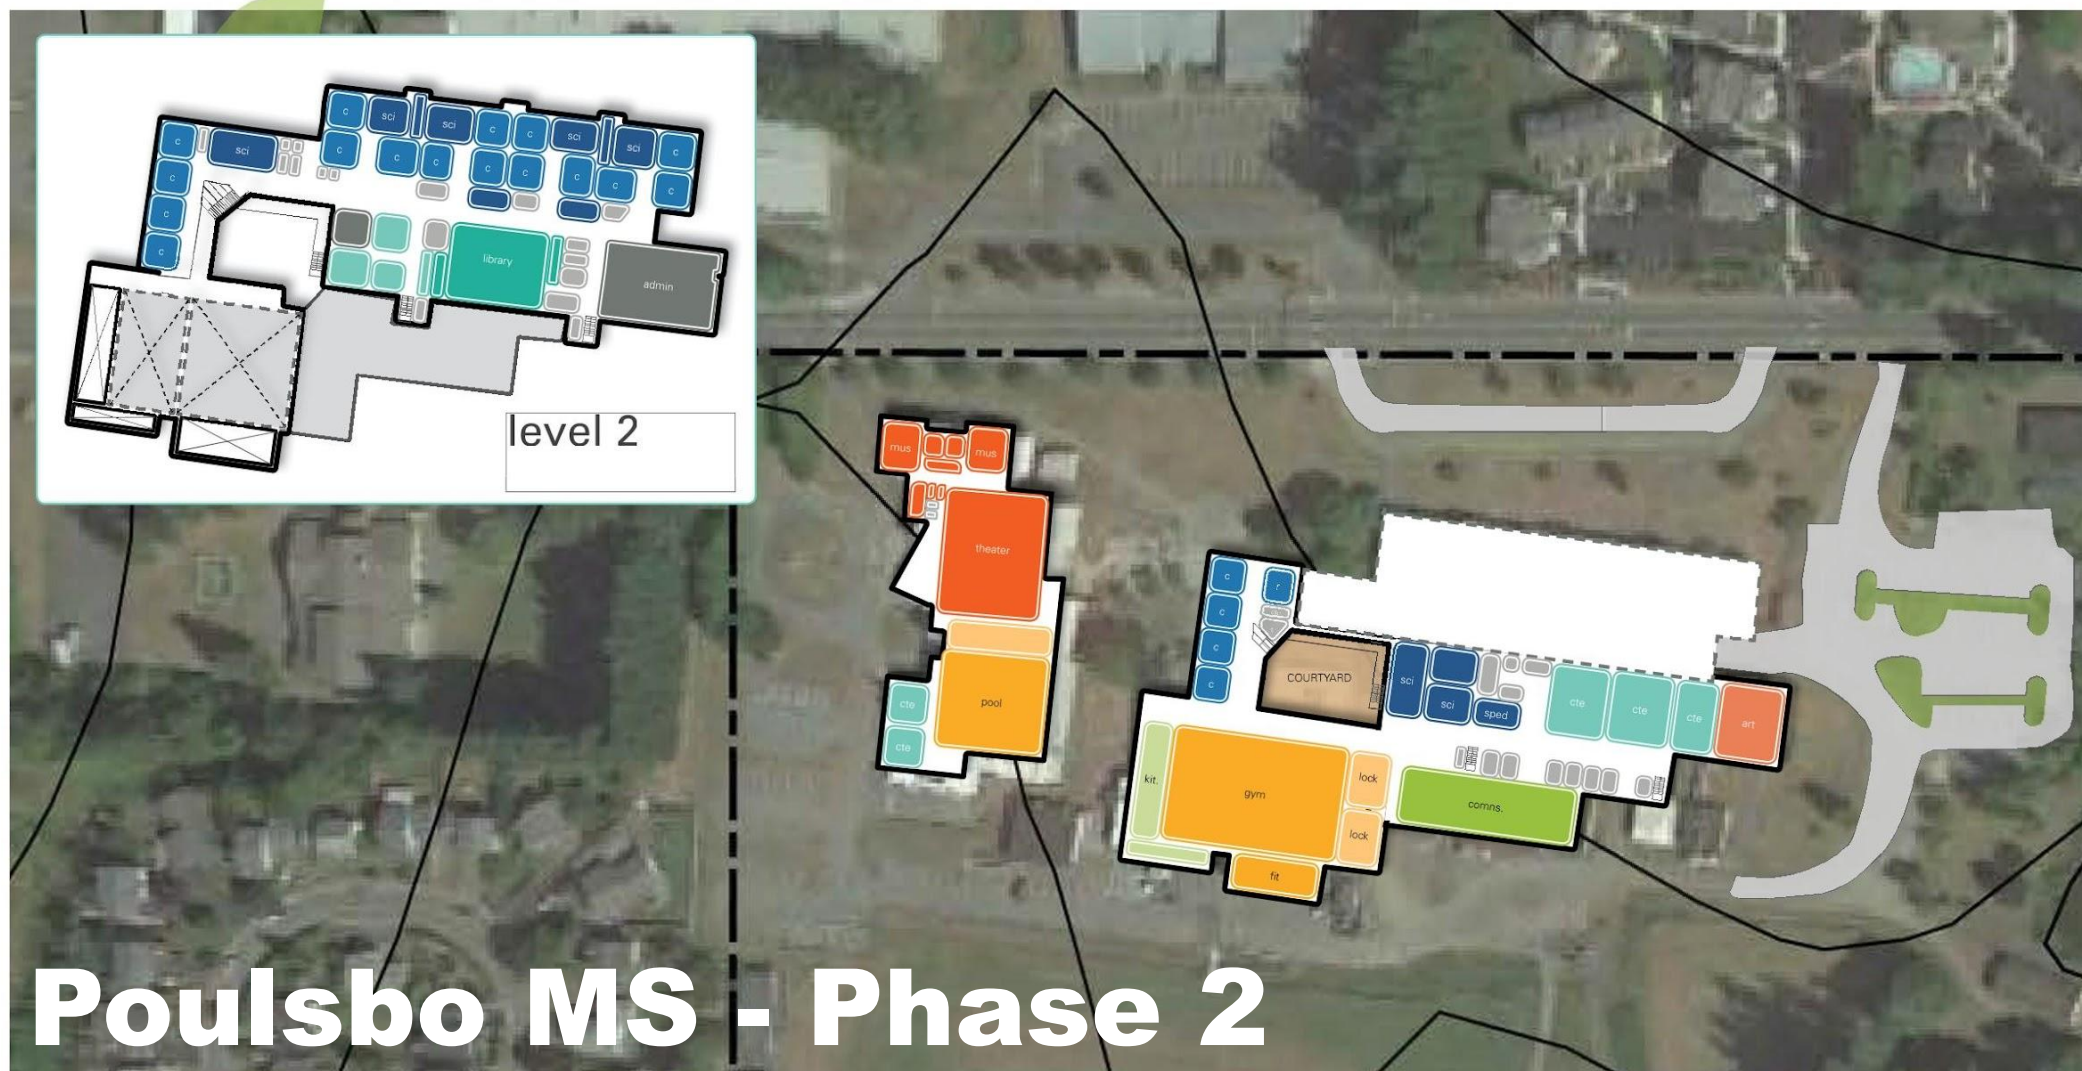 c sci sci c c sci sci c
c sci c c c c c c c c
c
c
c
library
admin
level 2
mus mus
theater
pool
cte
cte
c r
c
c
c
COURTYARD
sci
sci
sped
cte cte cte art
kit.
gym
lock
lock
fit
comns.
Poulsbo MS - Phase 2